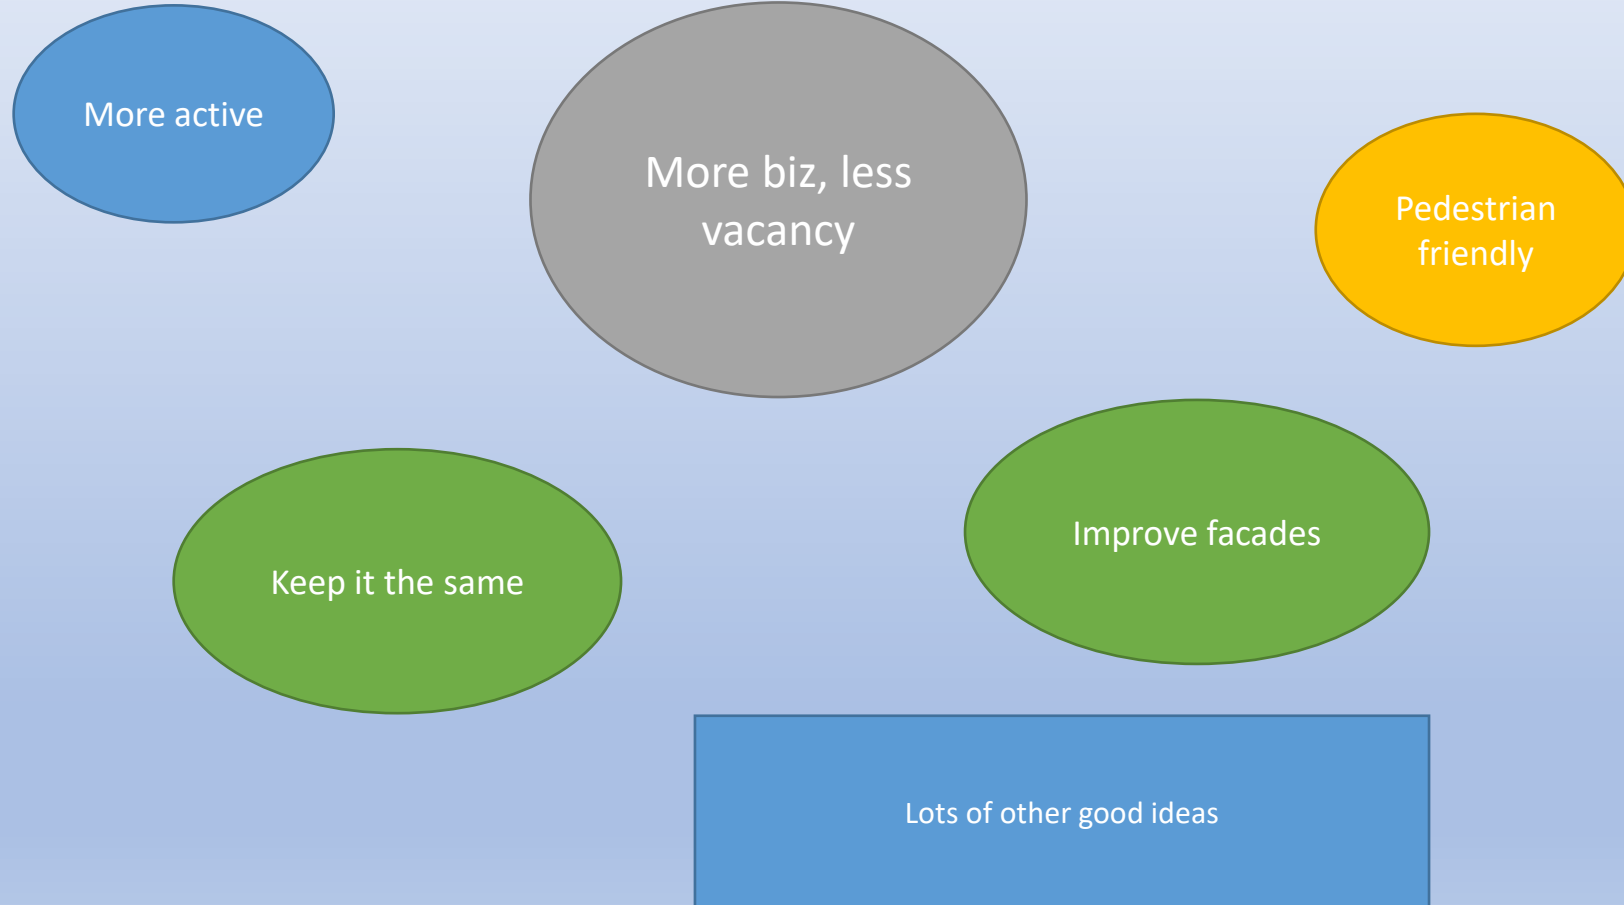 More active
More biz, less
vacancy
Pedestrian
friendly
Keep it the same
Improve facades
Lots of other good ideas